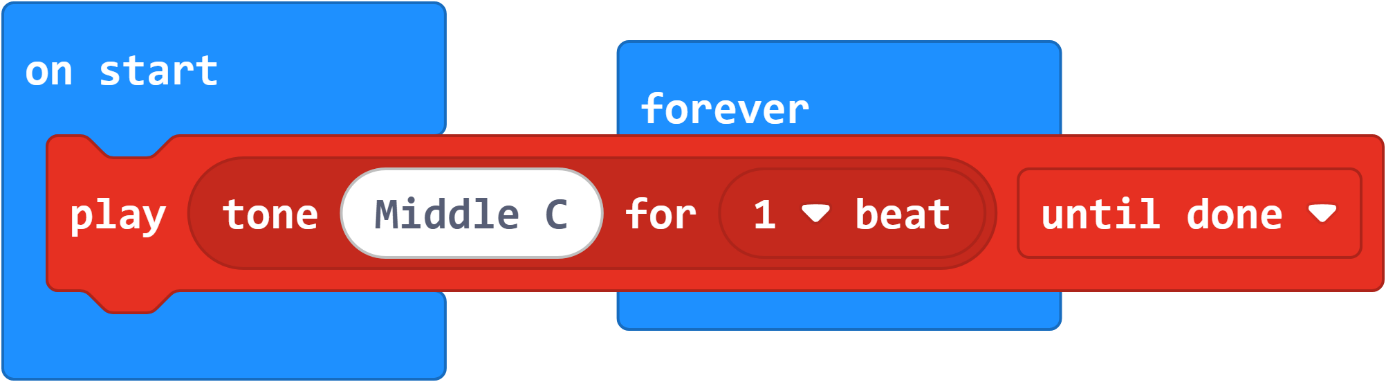 on start
forever
play tone Middle C for 1 beat until done